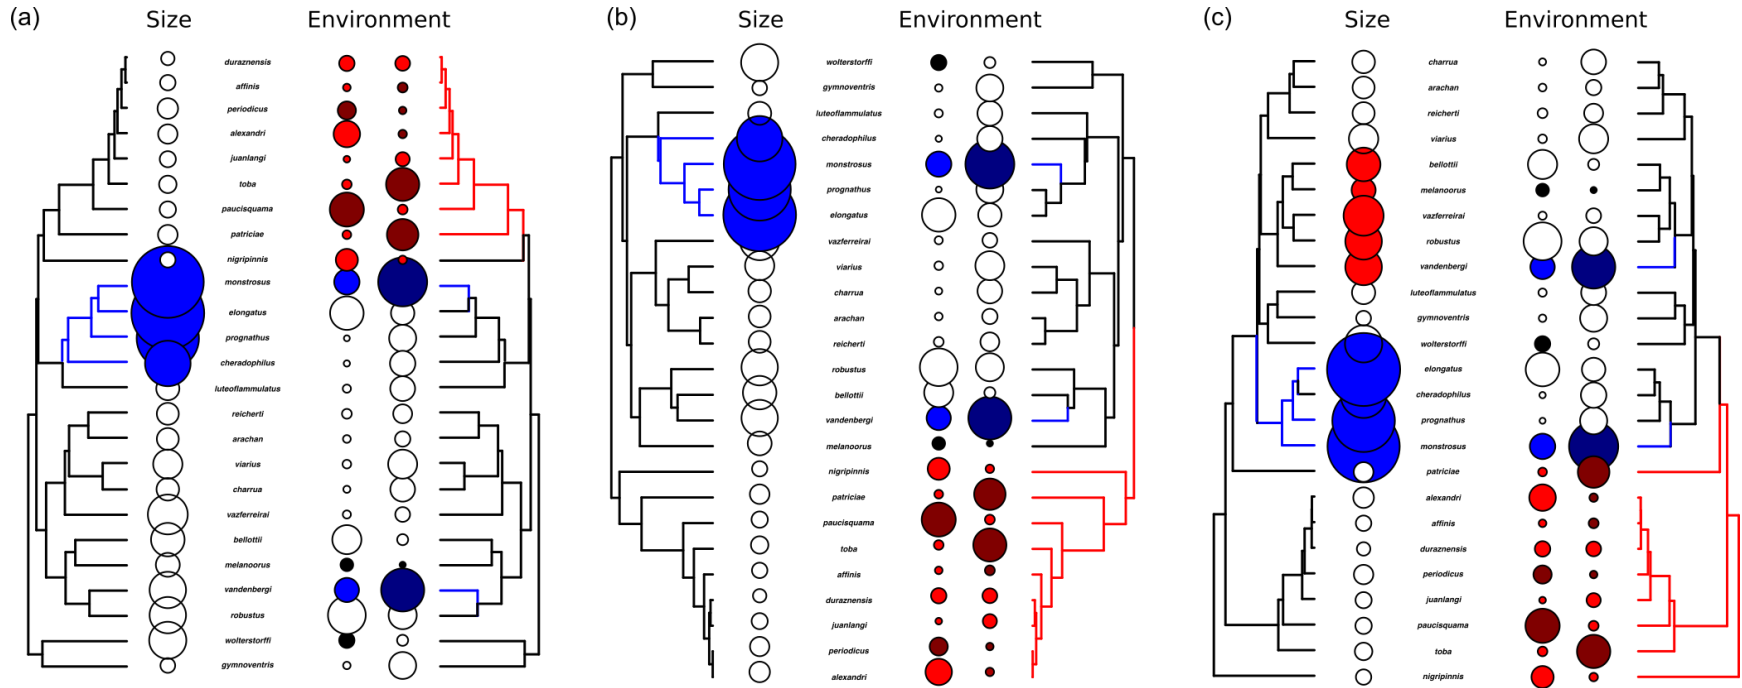 (a)
Size
Environment
duraznensis
affinis
periodicus
alexandri
juanlangi
toba
paucisquama
patriciae
nigripinnis
monstrosus
elongatus
prognathus
cheradophilus
luteoflammulatus
reicherti
arachan
viarius
charrua
vazferreirai
bellottii
melanoorus
vandenbergi
robustus
wolterstorffi
gymnoventris
(b)
Size
Environment
wolterstorffi
gymnoventris
luteoflammulatus
cheradophilus
monstrosus
prognathus
elongatus
vazferreirai
viarius
charrua
arachan
reicherti
robustus
bellottii
vandenbergi
melanoorus
nigripinnis
patriciae
paucisquama
toba
affinis
duraznensis
juanlangi
periodicus
alexandri
(c)
Size
Environment
charrua
arachan
reicherti
viarius
bellottii
melanoorus
vazferreirai
robustus
vandenbergi
luteoflammulatus
gymnoventris
wolterstorffi
elongatus
cheradophilus
prognathus
monstrosus
patriciae
alexandri
affinis
duraznensis
periodicus
juanlangi
paucisquama
toba
nigripinnis